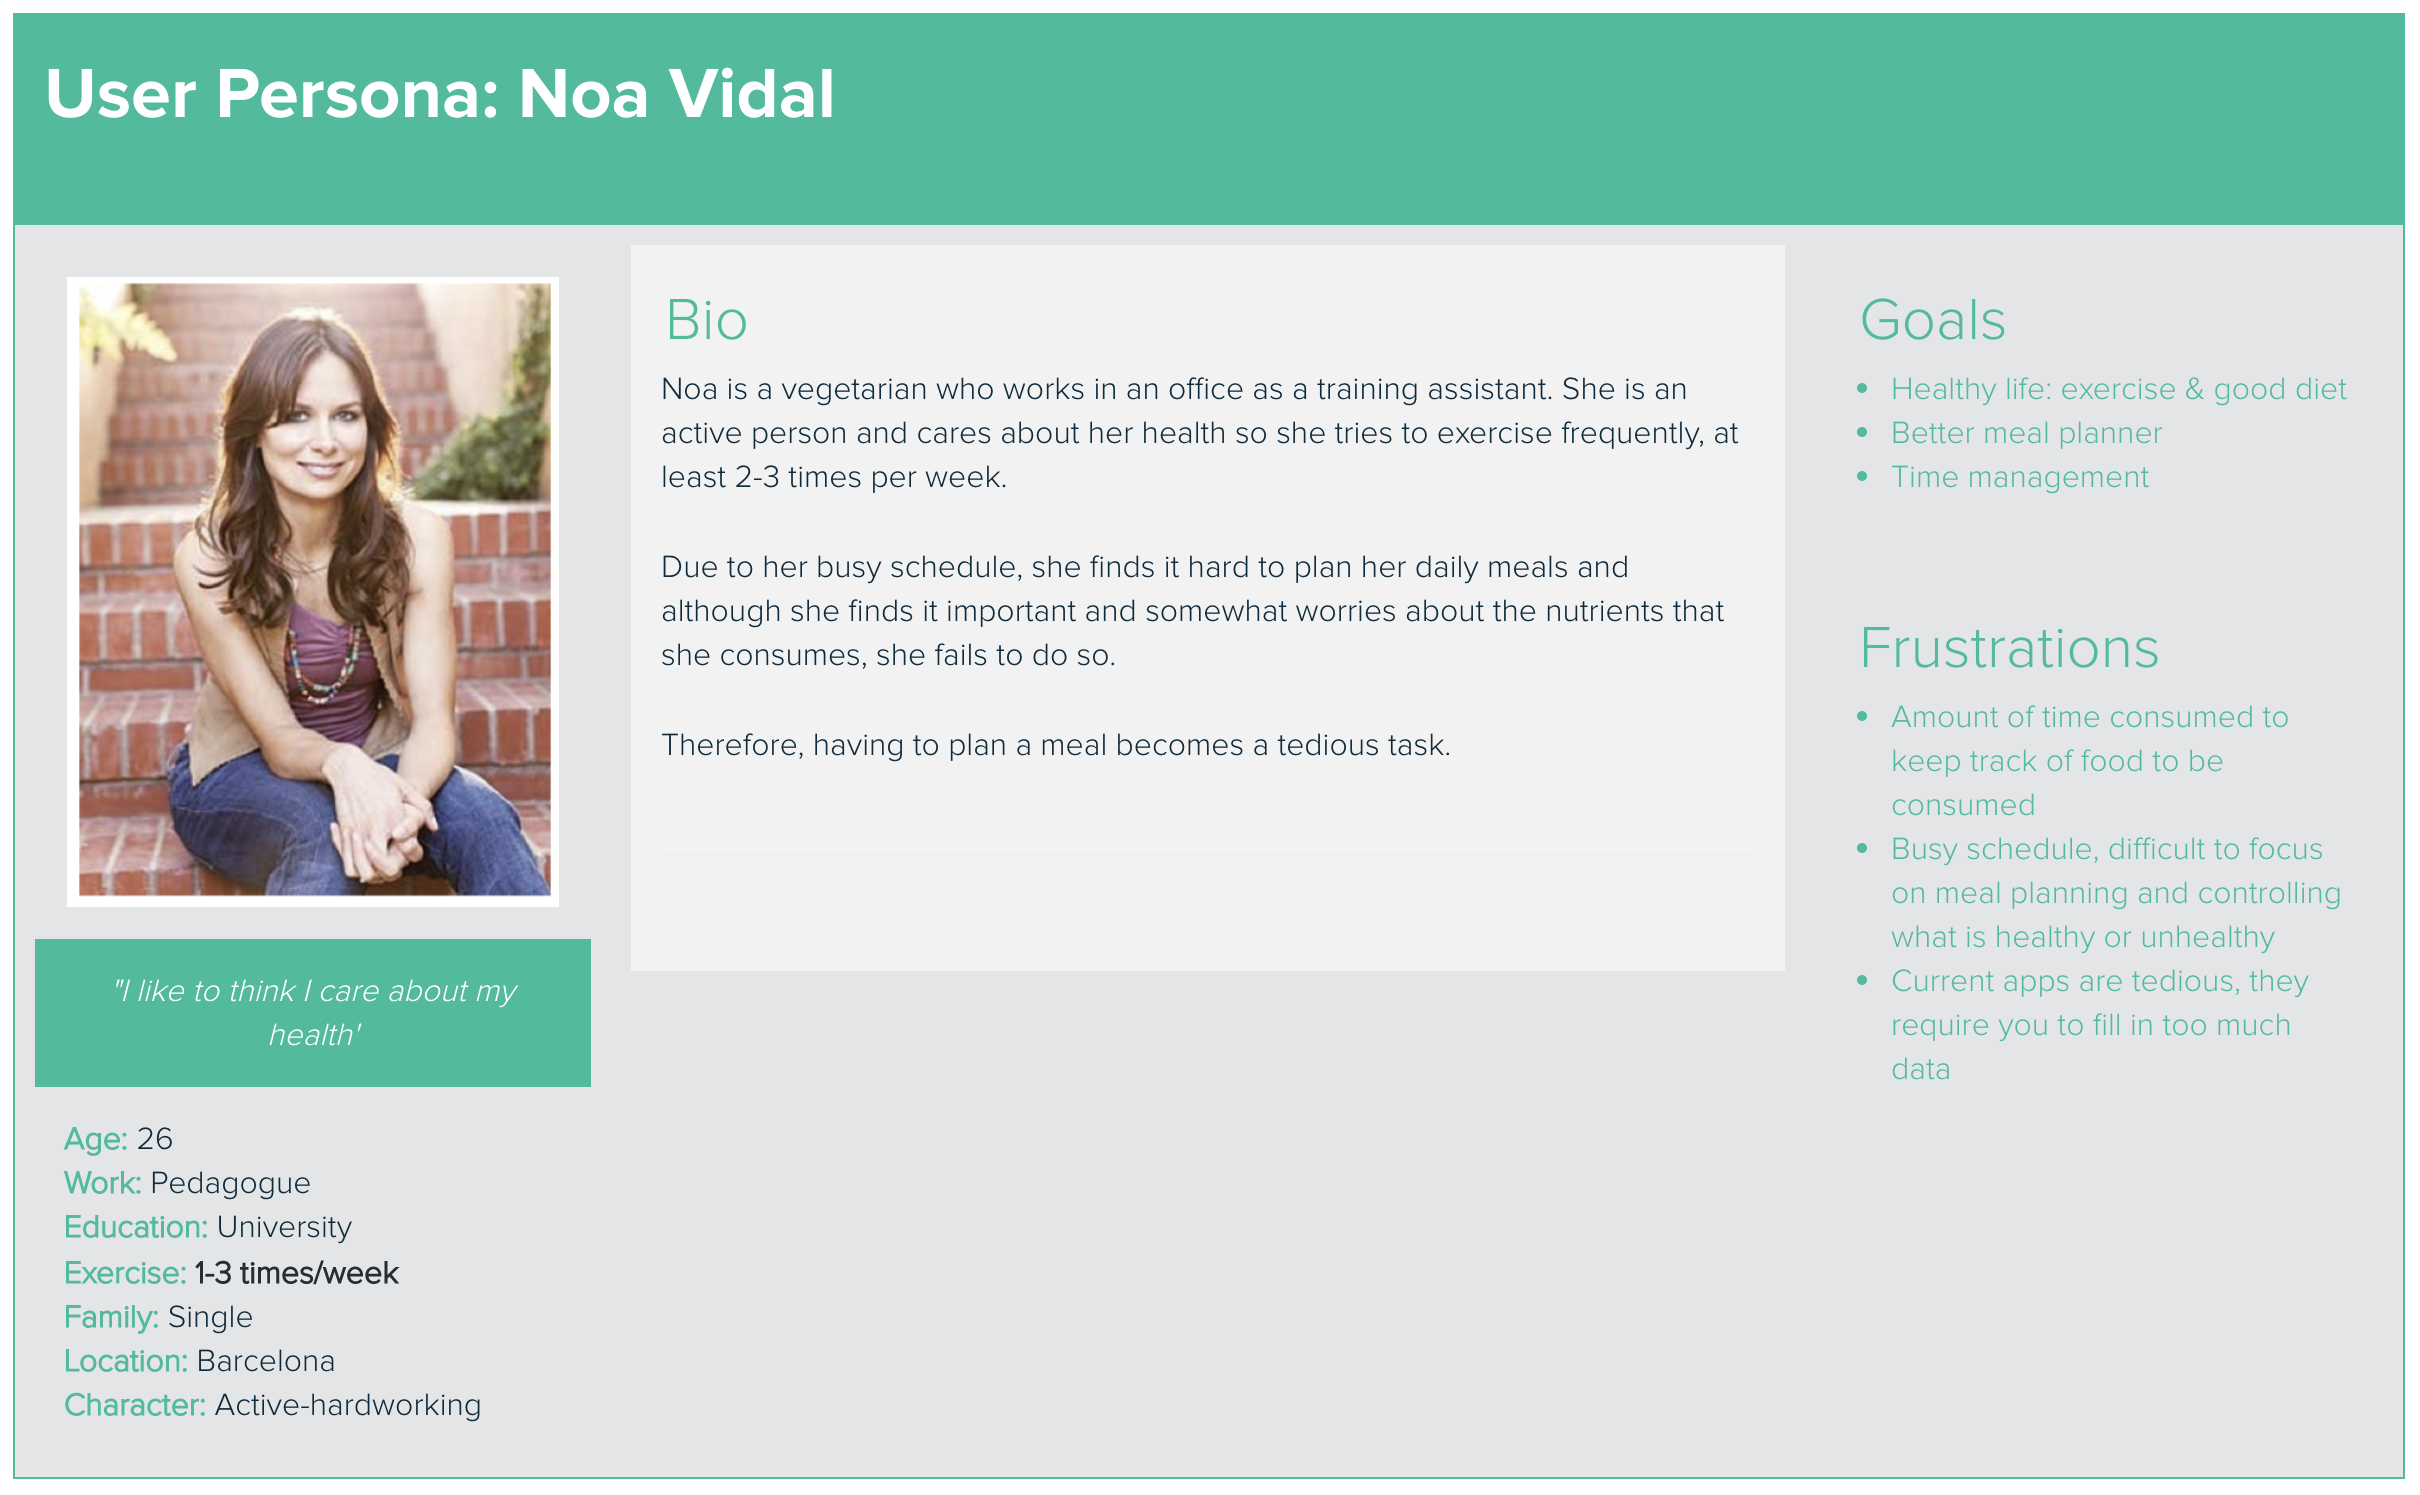 User Persona: Noa Vidal
"I like to think I care about my
health'
Age: 26
Work: Pedagogue
Education: University
Exercise: 1-3 times/week
Family: Single
Location: Barcelona
Character: Active-hardworking
Bio
Noa is a vegetarian who works in an office as a training assistant. She is an
active person and cares about her health so she tries to exercise frequently, at
least 2-3 times per week.
Due to her busy schedule, she finds it hard to plan her daily meals and
although she finds it important and somewhat worries about the nutrients that
she consumes, she fails to do so.
Therefore, having to plan a meal becomes a tedious task.
Goals
• Healthy life: exercise & good diet
• Better meal planner
• Time management
Frustrations
• Amount of time consumed to
keep track of food to be
consumed
• Busy schedule, difficult to focus
on meal planning and controlling
what is healthy or unhealthy
• Current apps are tedious, they
require you to fill in too much
data